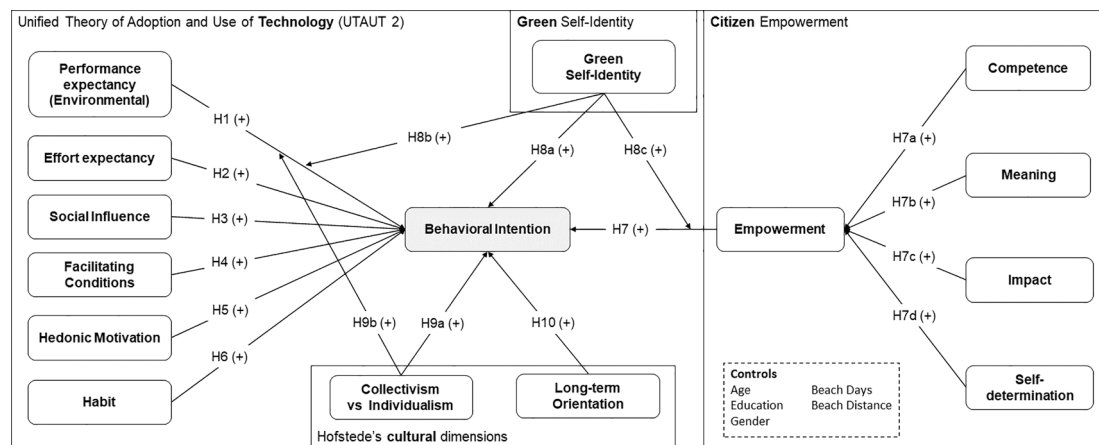 Unified Theory of Adoption and Use of Technology (UTAUT 2)
Performance
expectancy
(Environmental)
Effort expectancy
Social Influence
Facilitating
Conditions
Hedonic Motivation
Habit
H1 (+)
H2 (+)
H3 (+)
H4 (+)
H5 (+)
H6 (+)
Green Self-Identity
Green
Self-Identity
H8b (+)
H8a (+)
H8c (+)
Behavioral Intention
H7 (+)
H9b (+)
H9a (+)
H10 (+)
Collectivism
vs Individualism
Long-term
Orientation
Hofstede's cultural dimensions
Citizen Empowerment
Empowerment
H7a (+)
H7b (+)
H7c (+)
H7d (+)
Competence
Meaning
Impact
Self-
determination
Controls
Age Beach Days
Education Beach Distance
Gender